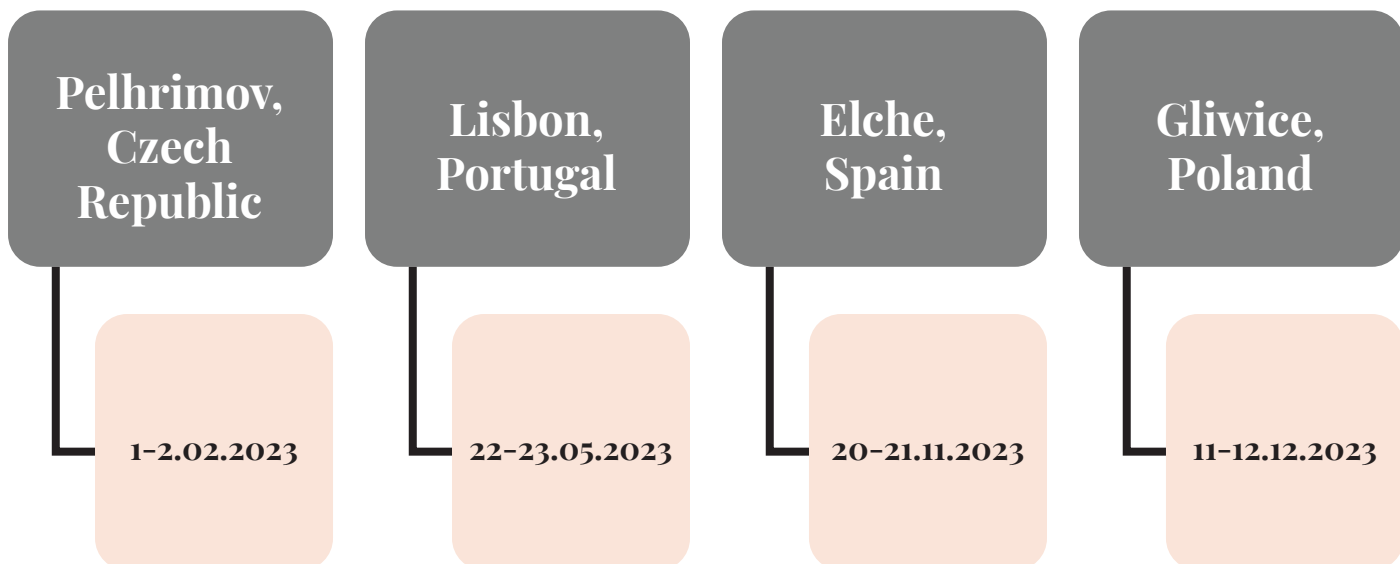 Pelhrimov,
Czech
Republic
Lisbon,
Portugal
Elche,
Spain
Gliwice,
Poland
1-2.02.2023
22-23.05.2023
20-21.11.2023
11-12.12.2023